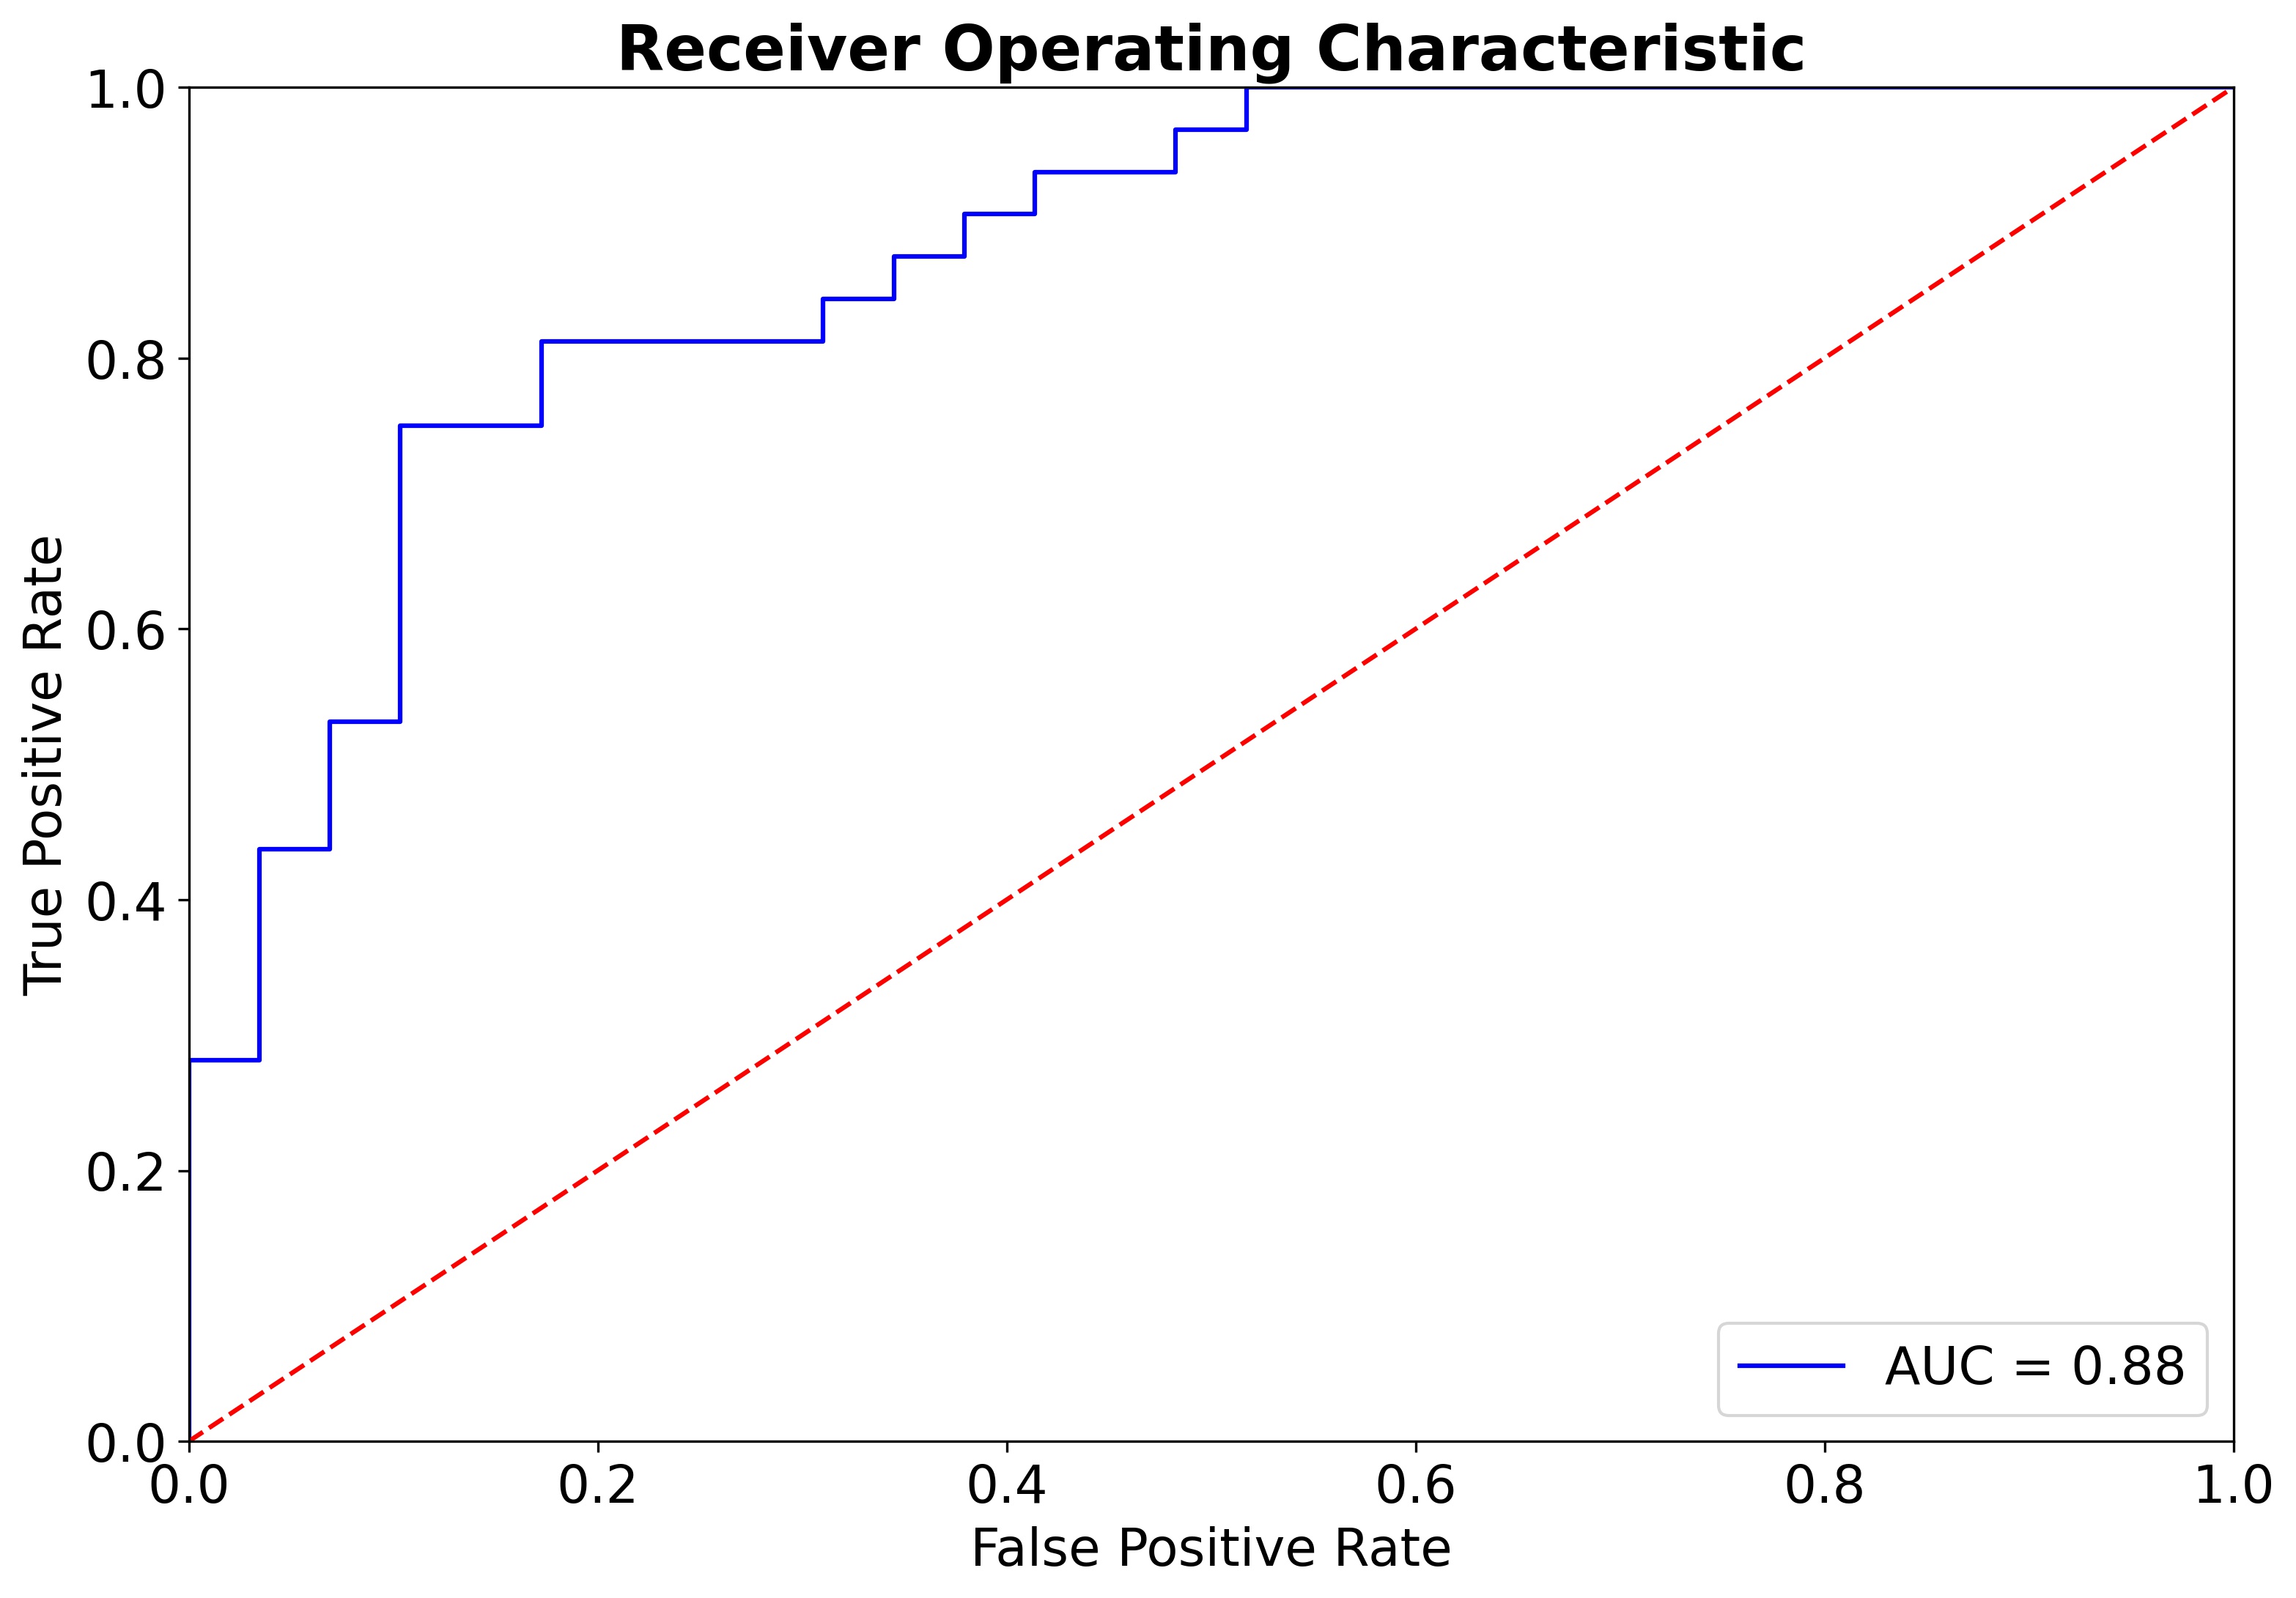 Receiver Operating Characteristic
1.0
0.8
0.6
0.4
0.2
0.0
True Positive Rate
AUC = 0.88
0.0 0.2 0.4 0.6 0.8 1.0
False Positive Rate